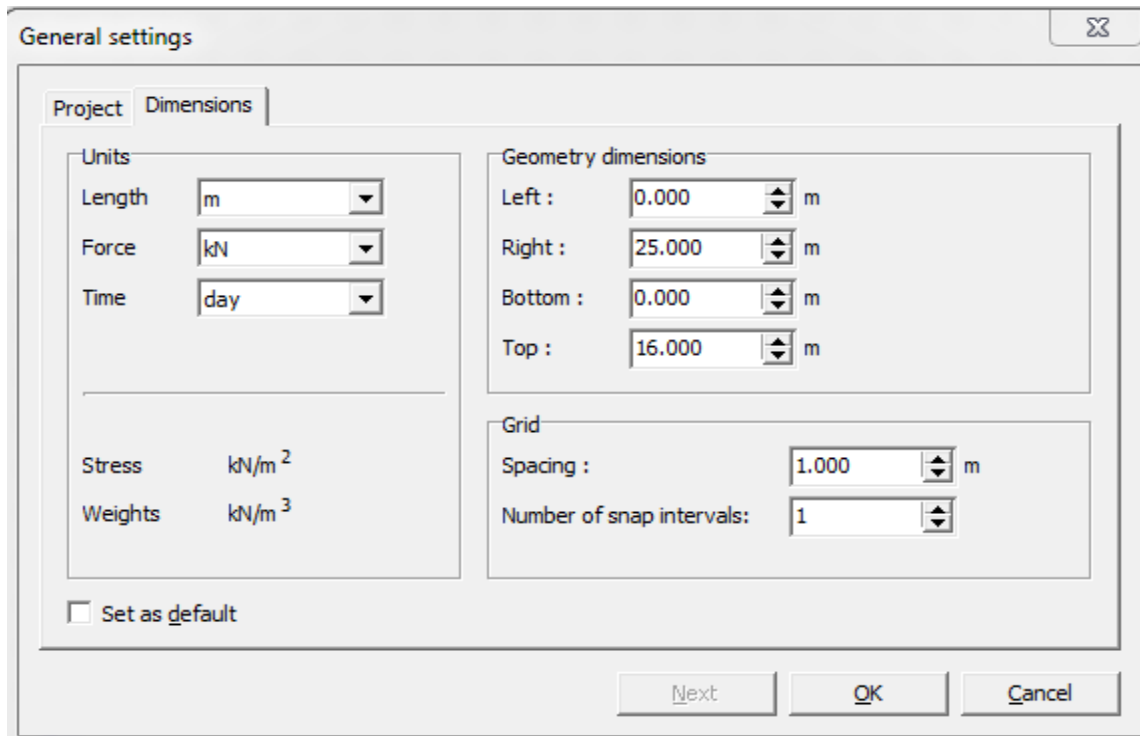 General settings
Project Dimensions
Units
Length m
Force kN
Time day
Stress kN/m 2
Weights kN/m 3
Geometry dimensions
Left : 0.000 m
Right : 25.000 m
Bottom : 0.000 m
Top : 16.000 m
Grid
Spacing : 1.000 m
Number of snap intervals: 1
Set as default
Next OK Cancel